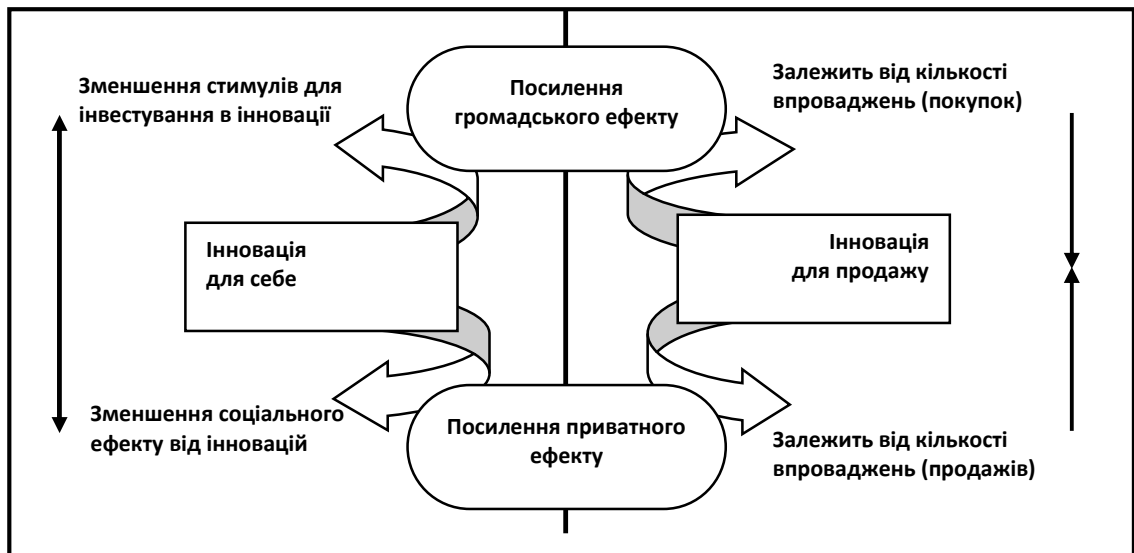 Зменшення стимулів для
інвестування в інновації
Посилення
громадського ефекту
Залежить від кількості
впроваджень (покупок)
Інновація
для себе
Інновація
для продажу
Зменшення соціального
ефекту від інновацій
Посилення приватного
ефекту
Залежить від кількості
впроваджень (продажів)